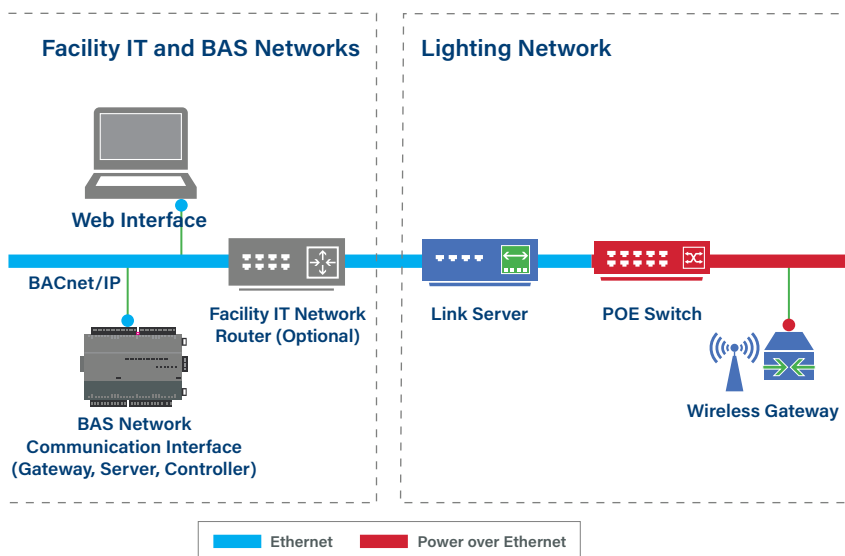 Facility IT and BAS Networks
Lighting Network
Web Interface
BACnet/IP
Facility IT Network
Router (Optional)
Link Server
POE Switch
Wireless Gateway
BAS Network
Communication Interface
(Gateway, Server, Controller)
Ethernet
Power over Ethernet